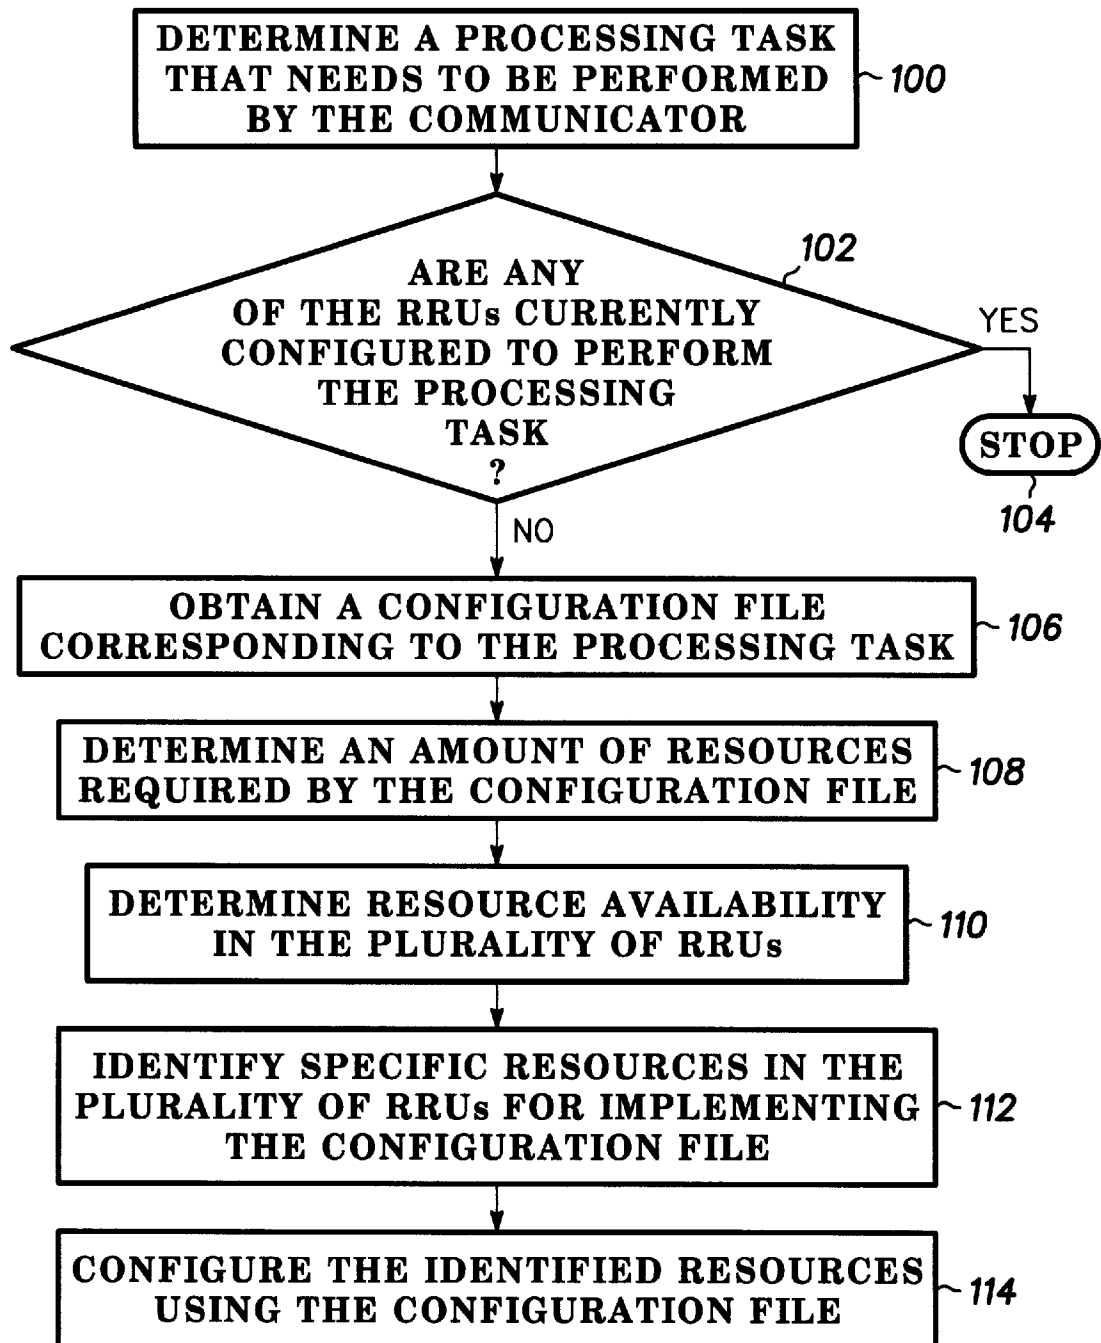 DETERMINE A PROCESSING TASK
THAT NEEDS TO BE PERFORMED
BY THE COMMUNICATOR
100
102
ARE ANY
OF THE RRUs CURRENTLY
CONFIGURED TO PERFORM
THE PROCESSING
TASK
?
YES
STOP
104
NO
OBTAIN A CONFIGURATION FILE
CORRESPONDING TO THE PROCESSING TASK
106
DETERMINE AN AMOUNT OF RESOURCES
REQUIRED BY THE CONFIGURATION FILE
108
DETERMINE RESOURCE AVAILABILITY
IN THE PLURALITY OF RRUs
110
IDENTIFY SPECIFIC RESOURCES IN THE
PLURALITY OF RRUs FOR IMPLEMENTING
THE CONFIGURATION FILE
112
CONFIGURE THE IDENTIFIED RESOURCES
USING THE CONFIGURATION FILE
114